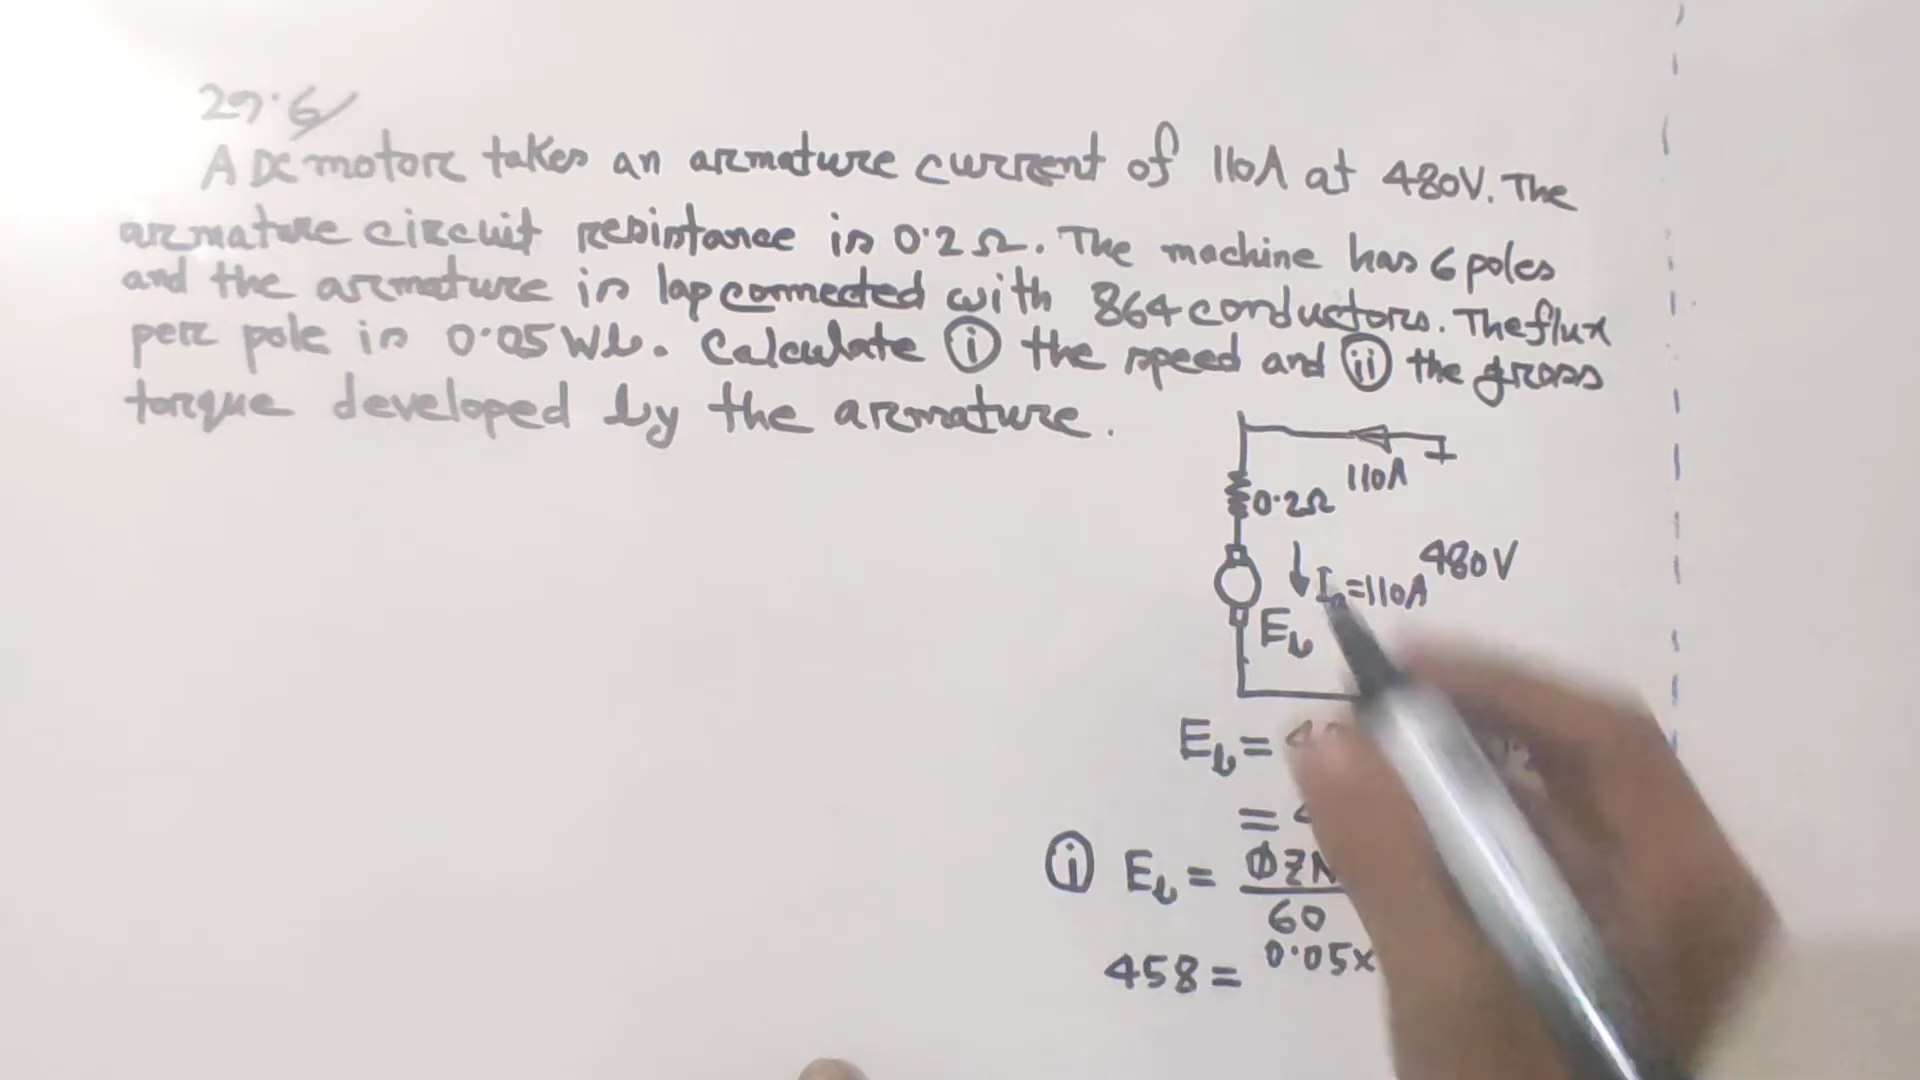 29.6
A DC motor takes an armature current of 110A at 480V. The
armature circuit resistance is 0.2Ω. The machine has 6 poles
and the armature is lap connected with 864 conductors. The flux
per pole is 0.05 Wb. Calculate (i) the speed and (ii) the gross
torque developed by the armature.
110A
0.2Ω
480V
Ia=110A
Eb
Eb =
=
(i) Eb = ΦZN
60
458 = 0.05×